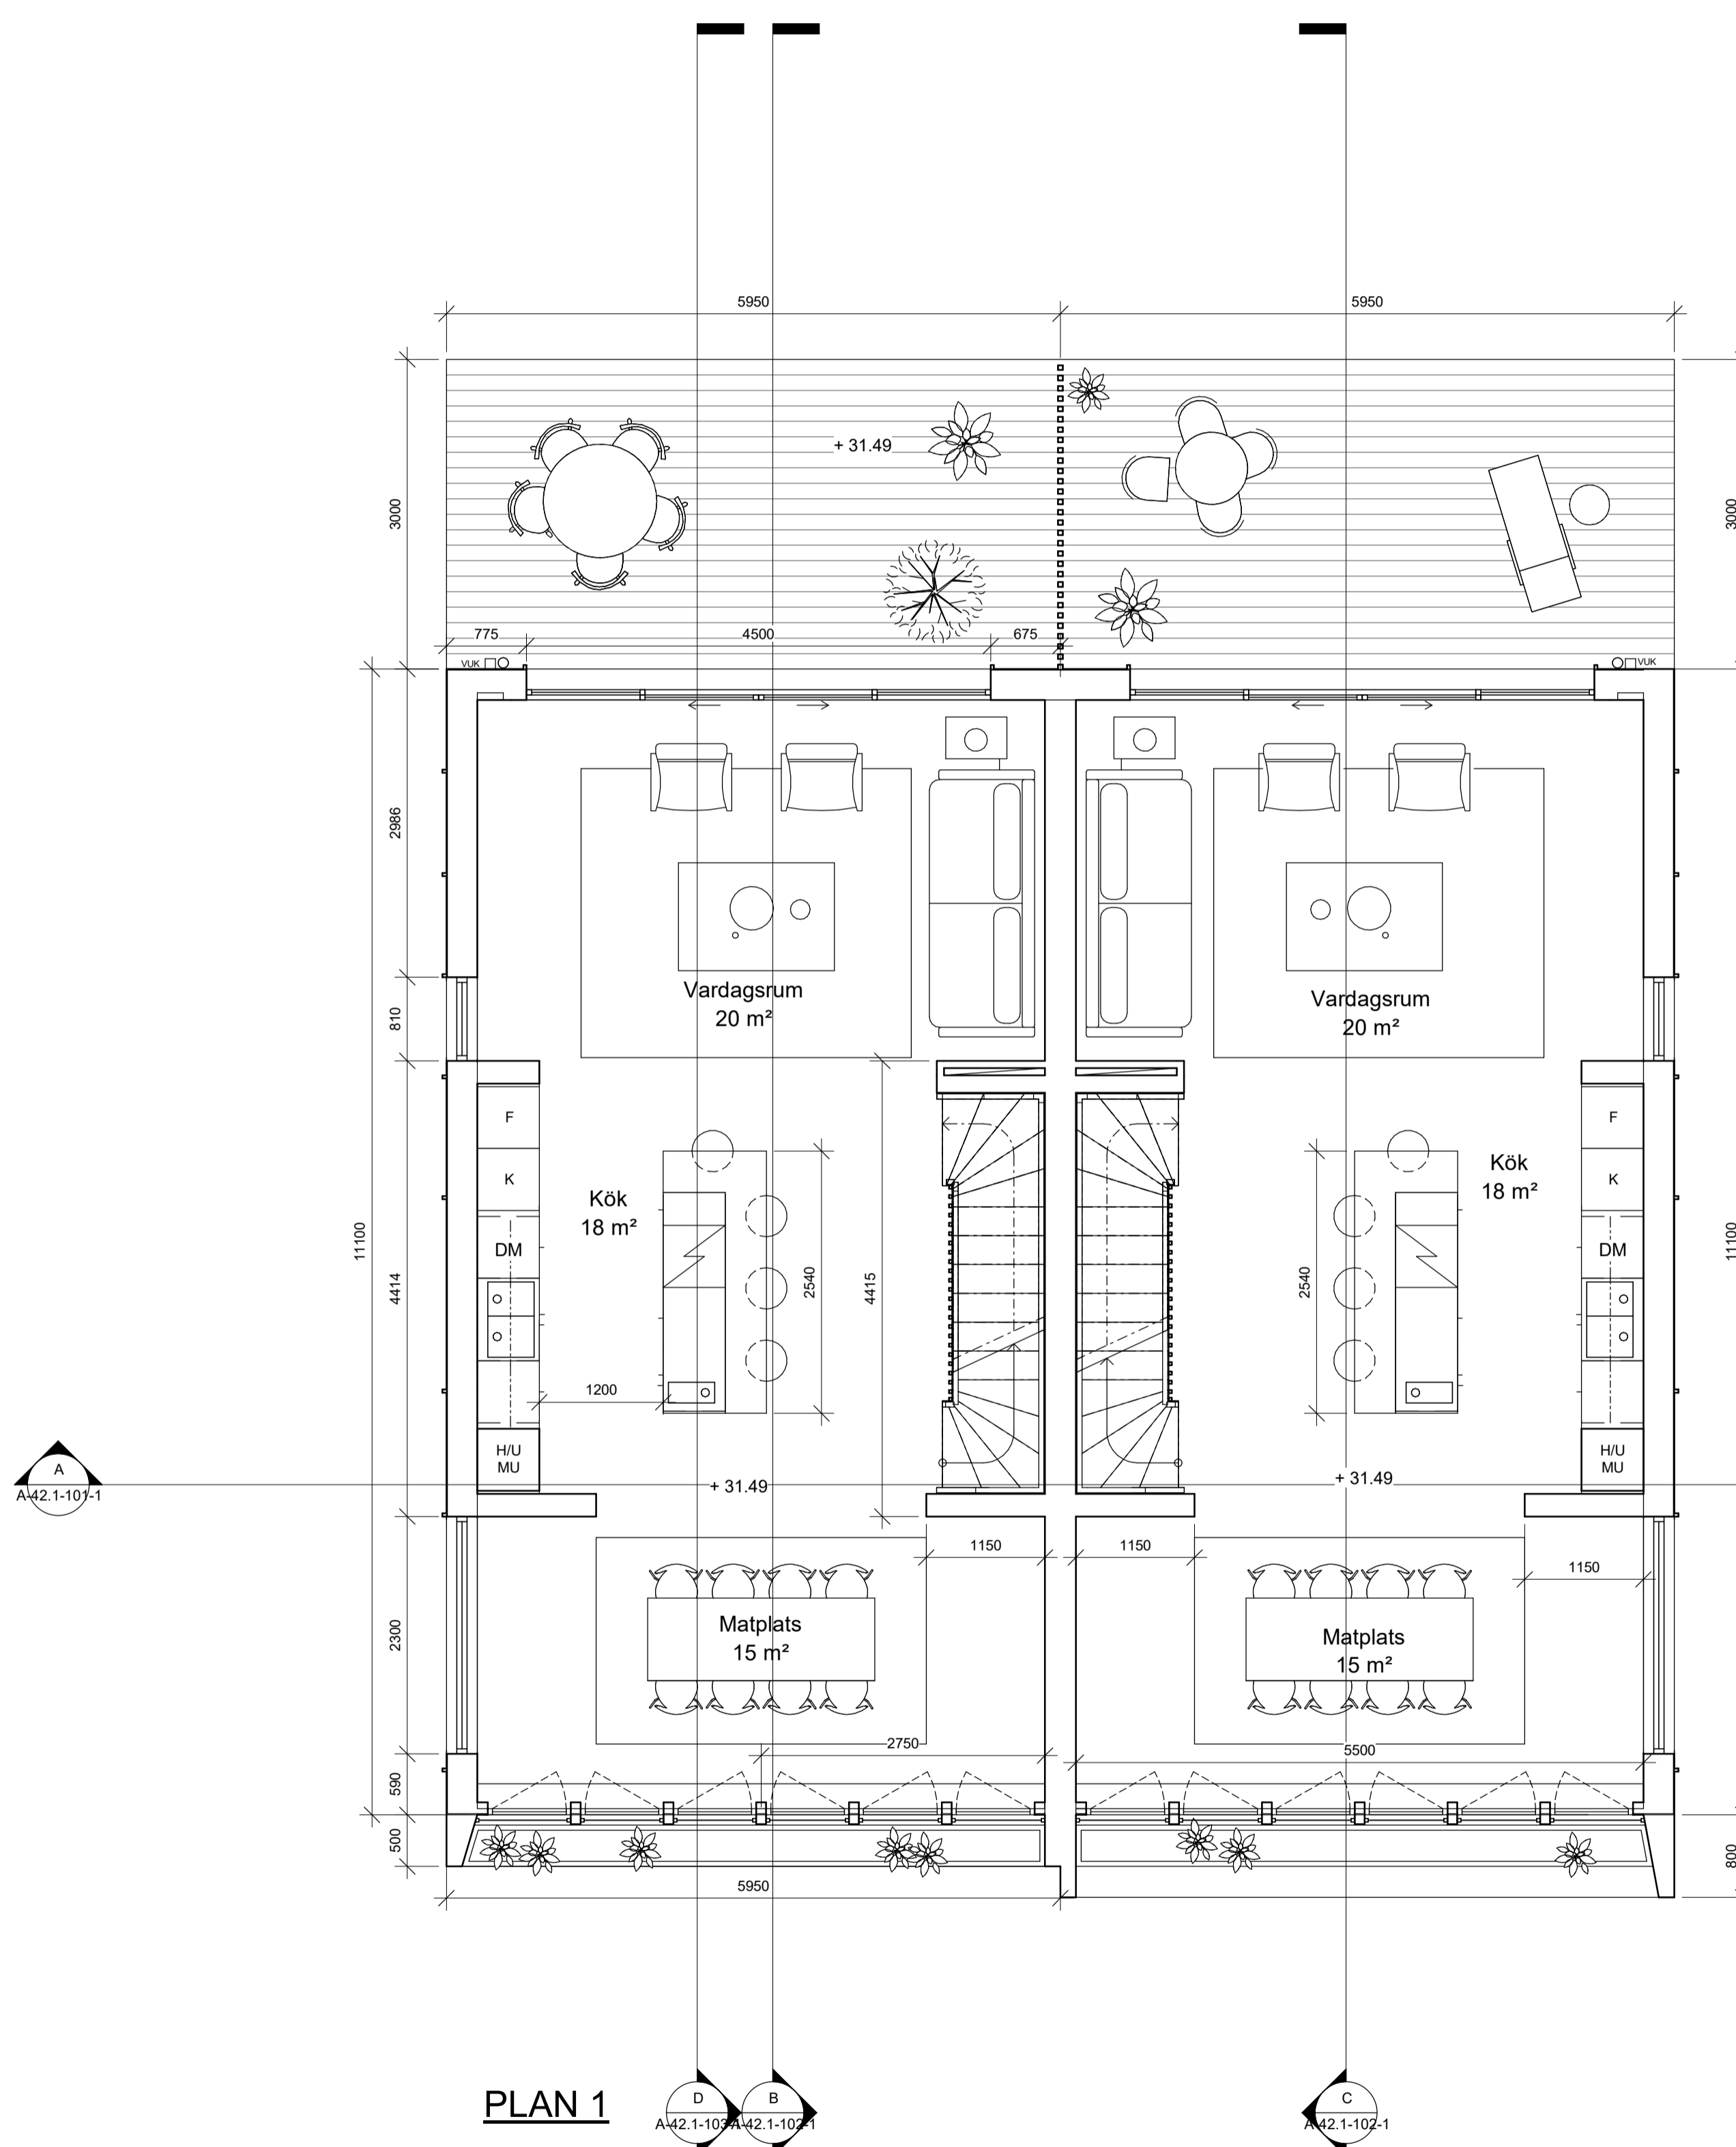 5950 5950
+ 31.49
3000 3000
775 4500 675
VUK VUK
2986
Vardagsrum Vardagsrum
20 m² 20 m²
810
F F
K K
Kök Kök
18 m² 18 m²
DM DM
11100 4414 2540 4415 2540 11100
1200
H/U H/U
MU MU
A
A-42.1-101-1
+ 31.49 + 31.49
1150 1150 1150
Matplats Matplats
15 m² 15 m²
2300
2750 5500
590
500 800
5950
PLAN 1
D B C
A-42.1-103-1 A-42.1-102-1 A-42.1-102-1